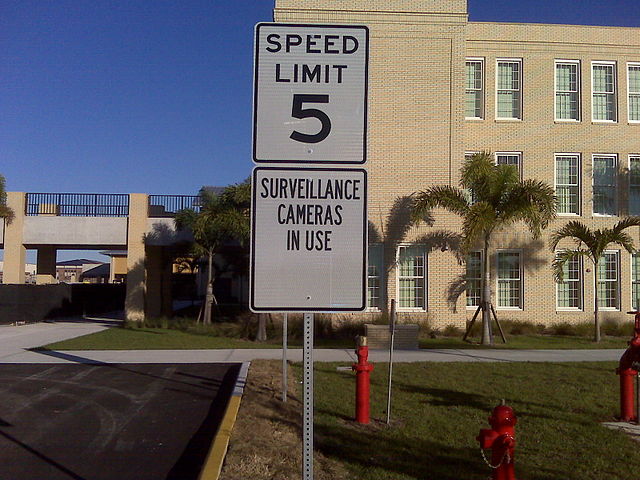 SPEED
LIMIT
5
SURVEILLANCE
CAMERAS
IN USE